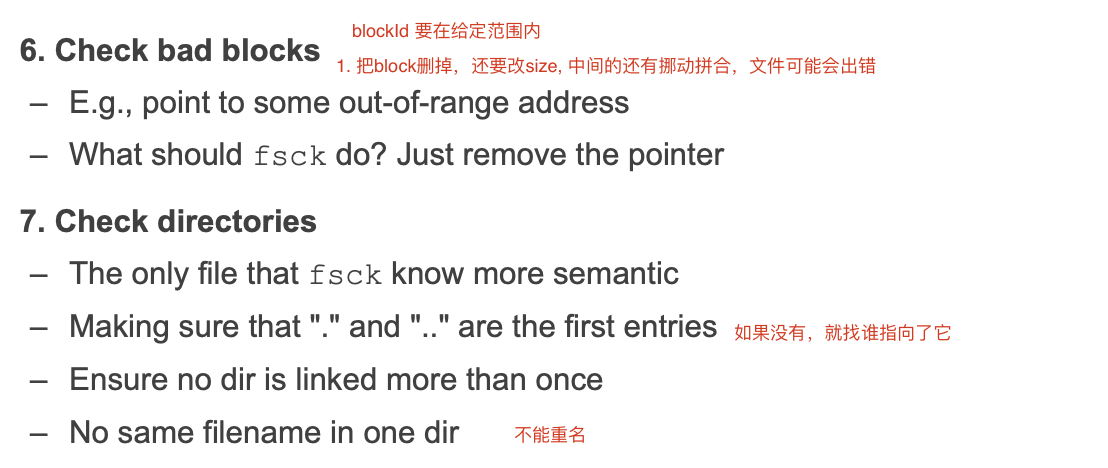 blockId 要在给定范围内
6. Check bad blocks
1. 把block删掉，还要改size, 中间的还有挪动拼合，文件可能会出错
– E.g., point to some out-of-range address
– What should fsck do? Just remove the pointer
7. Check directories
– The only file that fsck know more semantic
– Making sure that "." and ".." are the first entries 如果没有，就找谁指向了它
– Ensure no dir is linked more than once
– No same filename in one dir 不能重名